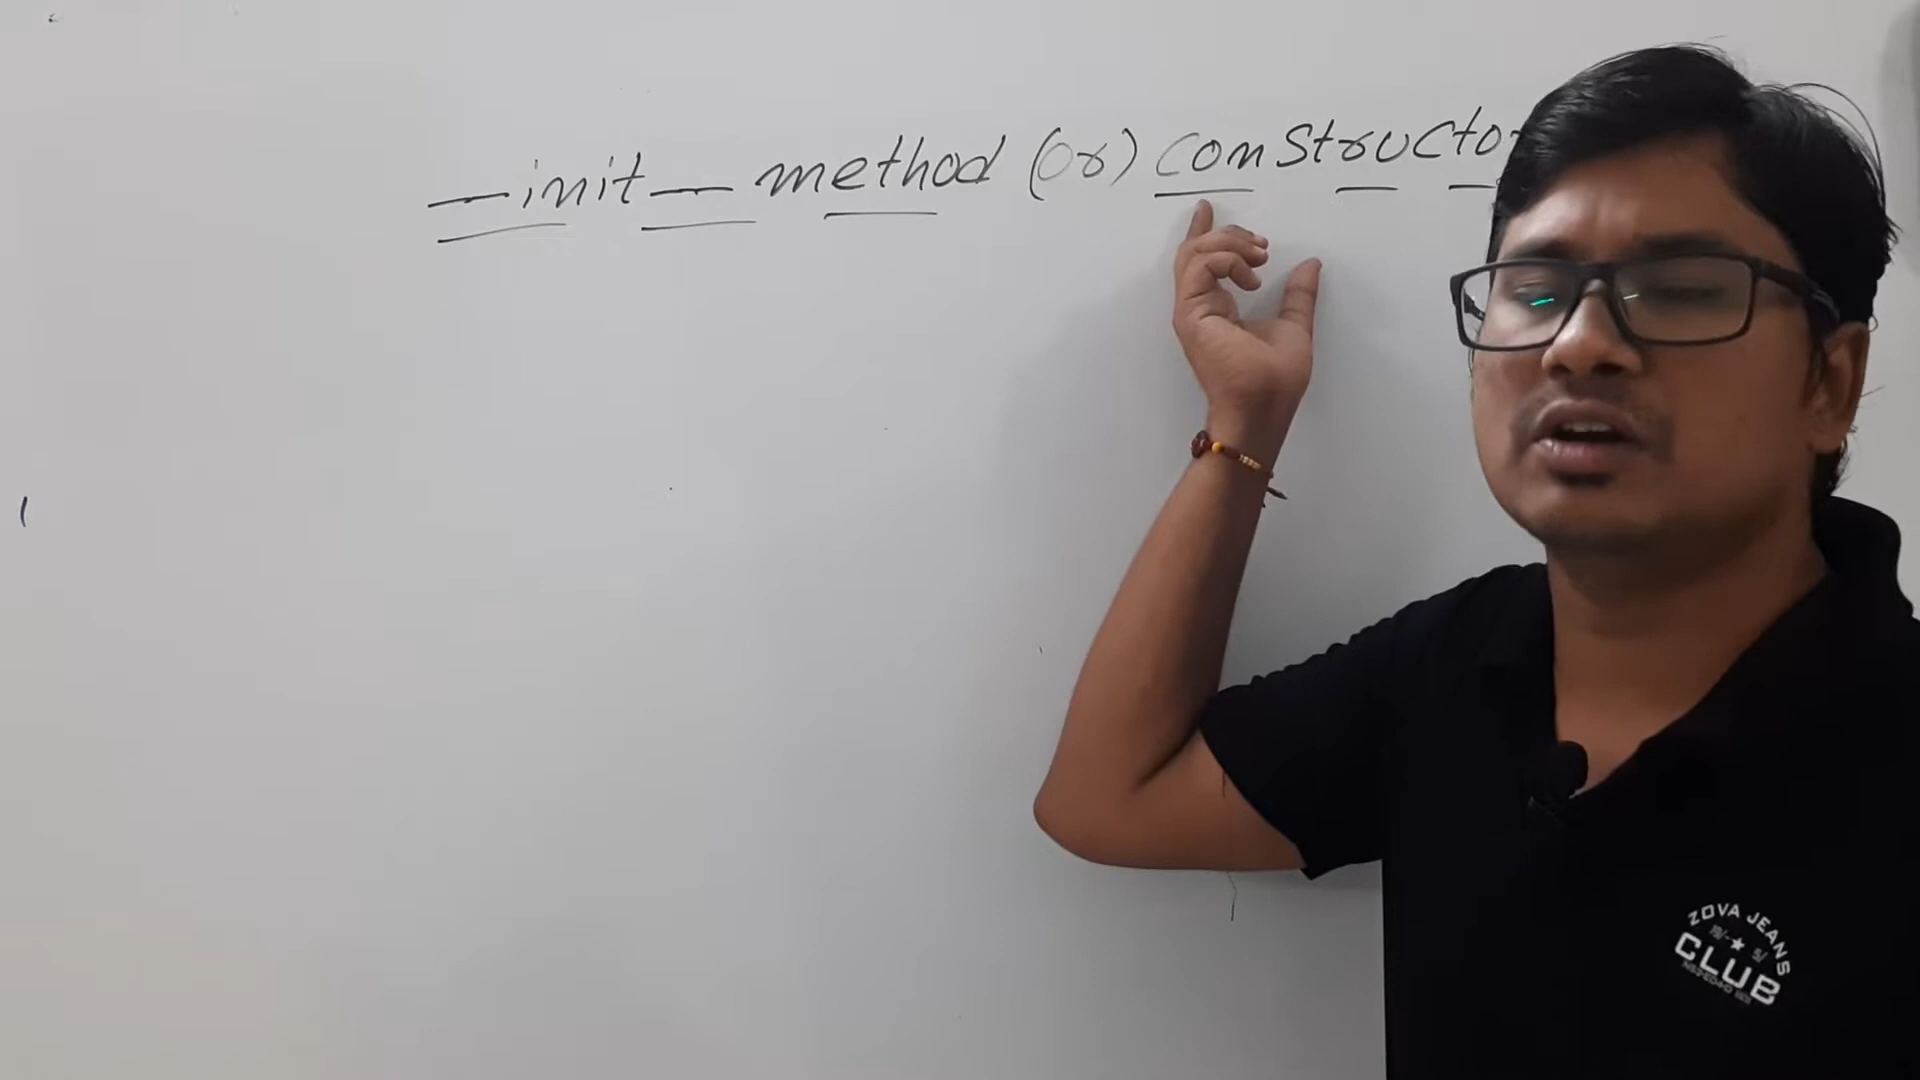 __init__ method (or) constructor
ZOVA JEANS
CLUB